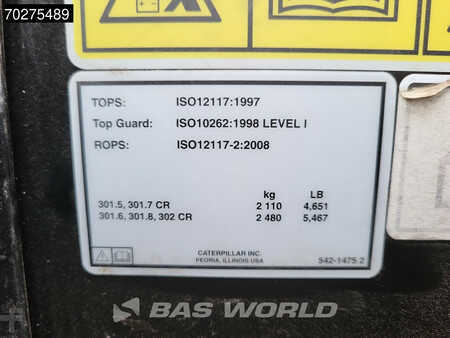 70275489
TOPS: ISO12117:1997
Top Guard: ISO10262:1998 LEVEL I
ROPS: ISO12117-2:2008
kg LB
301.5, 301.7 CR 2 110 4,651
301.6, 301.8, 302 CR 2 480 5,467
CATERPILLAR INC.
PEORIA, ILLINOIS USA
542-1475 2
BAS WORLD